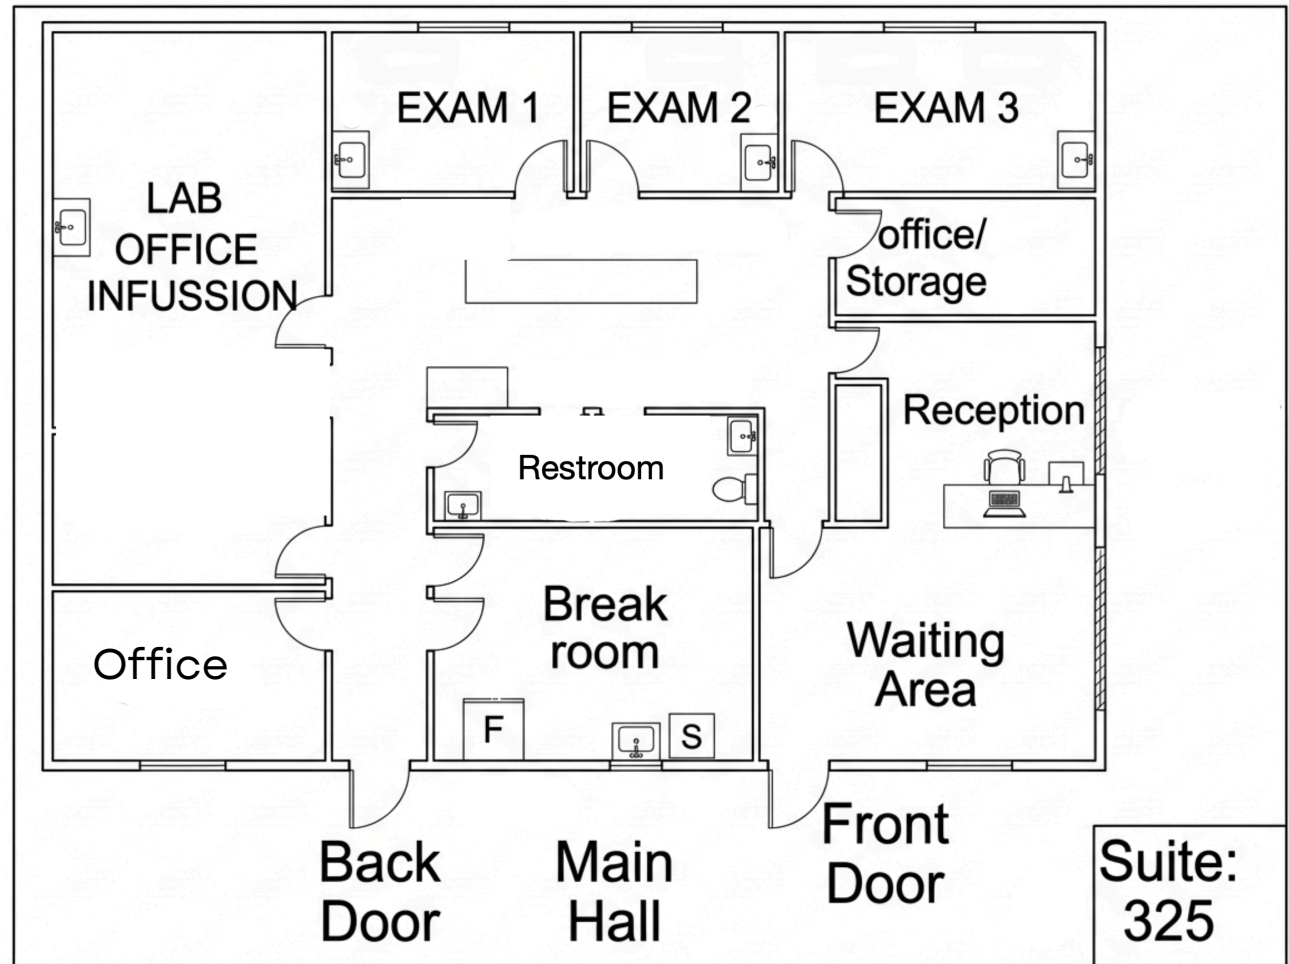 EXAM 1
EXAM 2
EXAM 3
LAB
OFFICE
INFUSSION
office/
Storage
Reception
Restroom
Break
room
Office
Waiting
Area
F
S
Back
Door
Main
Hall
Front
Door
Suite:
325